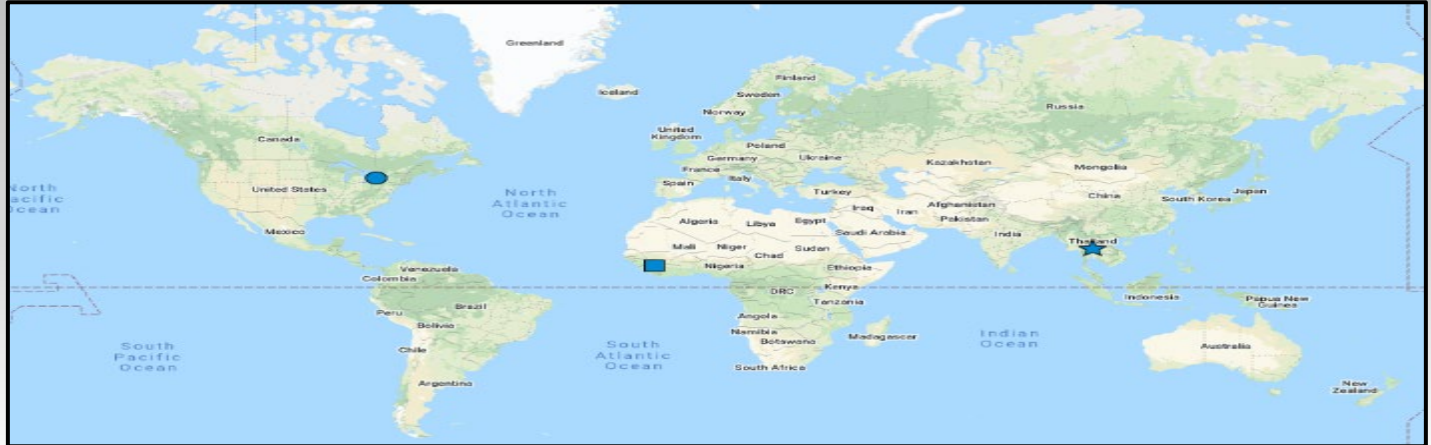 Greenland
Iceland
Finland
Sweden
Norway
Russia
Canada
United Kingdom
Poland
Germany
Ukraine
France
Kazakhstan
Mongolia
Italy
Spain
United States
North Pacific Ocean
North Atlantic Ocean
Turkey
China
Japan
South Korea
Iraq
Iran
Afghanistan
Pakistan
Algeria
Libya
Egypt
Saudi Arabia
Mexico
India
Thailand
Mali
Niger
Chad
Sudan
Venezuela
Colombia
Nigeria
Ethiopia
DRC
Kenya
Indonesia
Papua New Guinea
Tanzania
Brazil
Peru
Angola
Bolivia
Namibia
Botswana
Madagascar
Indian Ocean
Chile
South Pacific Ocean
South Atlantic Ocean
Australia
South Africa
Argentina
New Zealand